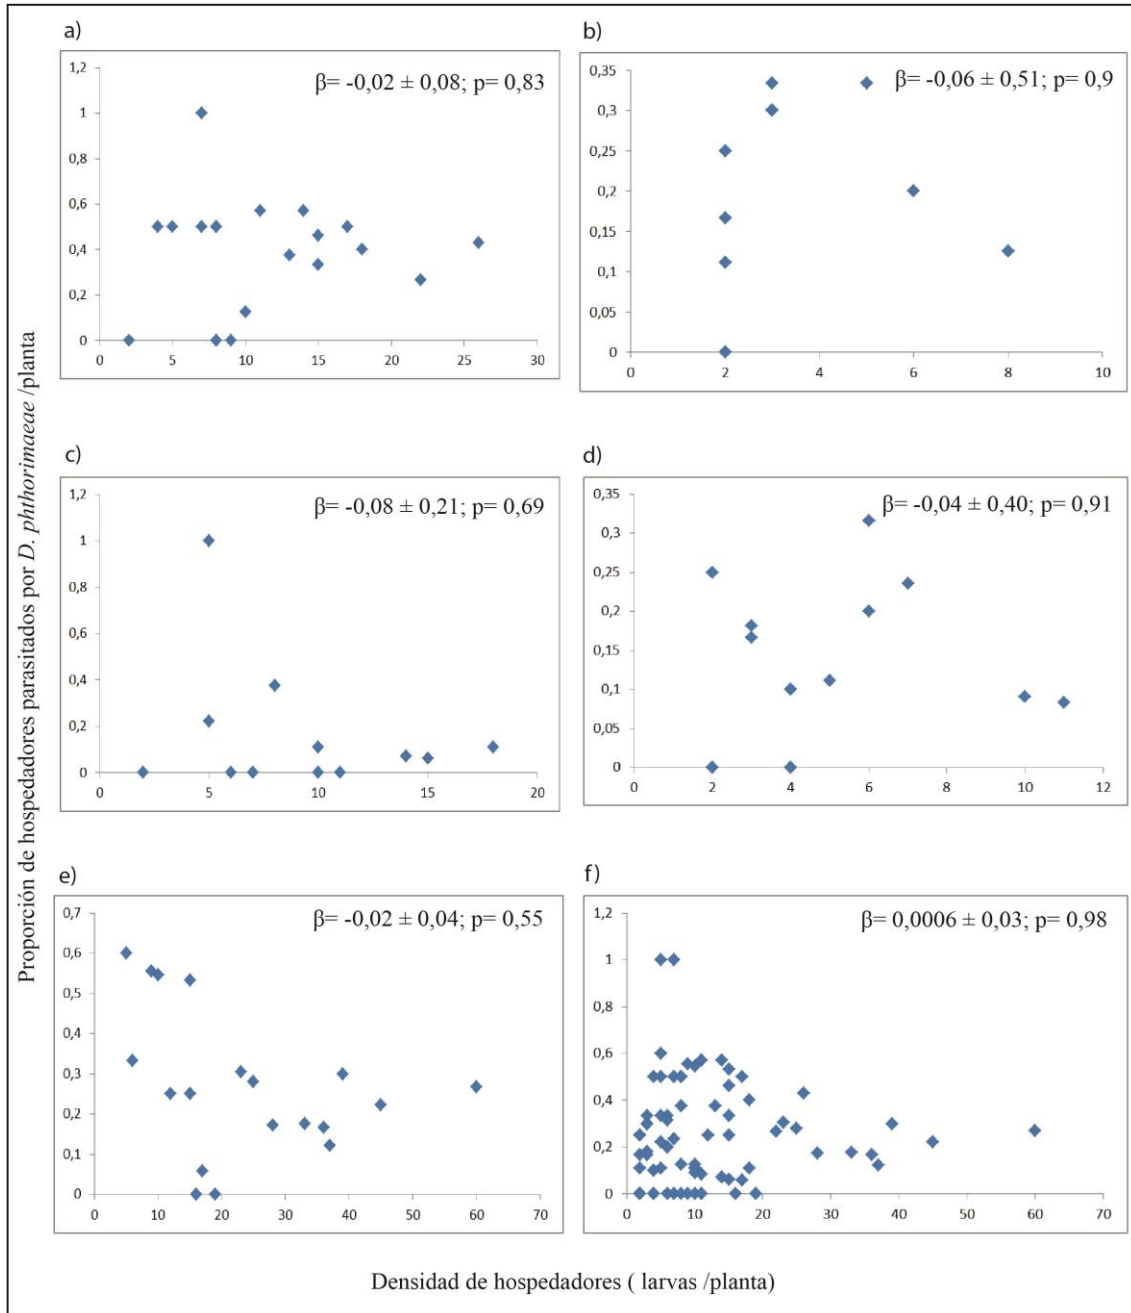 Proporción de hospedadores parasitados por D. phthorimaeae /planta
a)
β= -0,02 ± 0,08; p= 0,83
1,2
1
0,8
0,6
0,4
0,2
0
0 5 10 15 20 25 30
b)
β= -0,06 ± 0,51; p= 0,9
0,35
0,3
0,25
0,2
0,15
0,1
0,05
0
0 2 4 6 8 10
c)
β= -0,08 ± 0,21; p= 0,69
1,2
1
0,8
0,6
0,4
0,2
0
0 5 10 15 20
d)
β= -0,04 ± 0,40; p= 0,91
0,35
0,3
0,25
0,2
0,15
0,1
0,05
0
0 2 4 6 8 10 12
e)
β= -0,02 ± 0,04; p= 0,55
0,7
0,6
0,5
0,4
0,3
0,2
0,1
0
0 10 20 30 40 50 60 70
f)
β= 0,0006 ± 0,03; p= 0,98
1,2
1
0,8
0,6
0,4
0,2
0
0 10 20 30 40 50 60 70
Densidad de hospedadores ( larvas /planta)